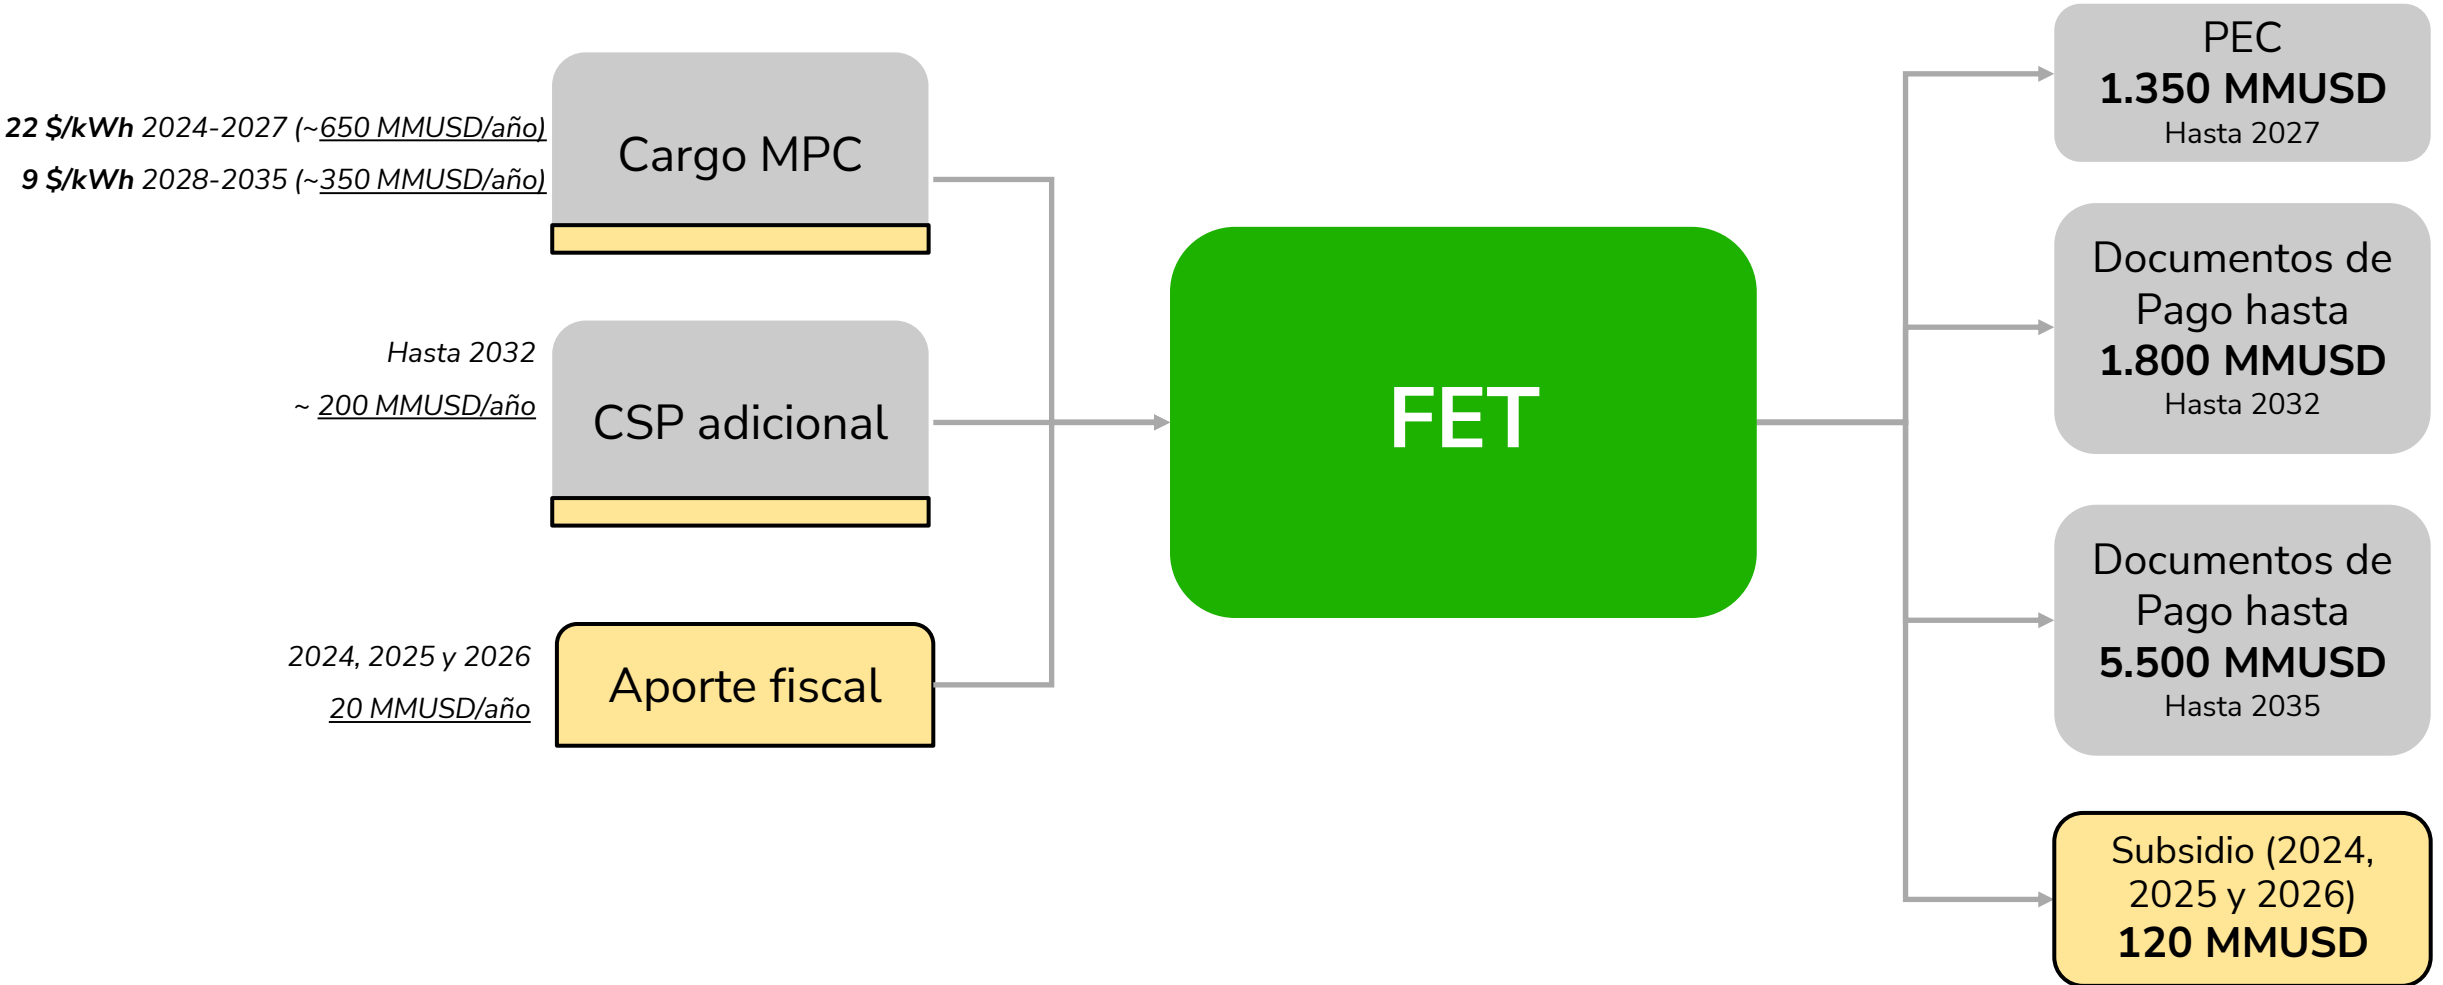 22 $/kWh 2024-2027 (~650 MMUSD/año)
9 $/kWh 2028-2035 (~350 MMUSD/año)
Cargo MPC
Hasta 2032
~ 200 MMUSD/año
CSP adicional
2024, 2025 y 2026
20 MMUSD/año
Aporte fiscal
FET
PEC
1.350 MMUSD
Hasta 2027
Documentos de
Pago hasta
1.800 MMUSD
Hasta 2032
Documentos de
Pago hasta
5.500 MMUSD
Hasta 2035
Subsidio (2024,
2025 y 2026)
120 MMUSD